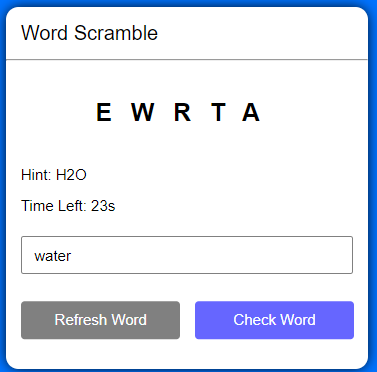 Word Scramble
E W R T A
Hint: H2O
Time Left: 23s
water
Refresh Word Check Word